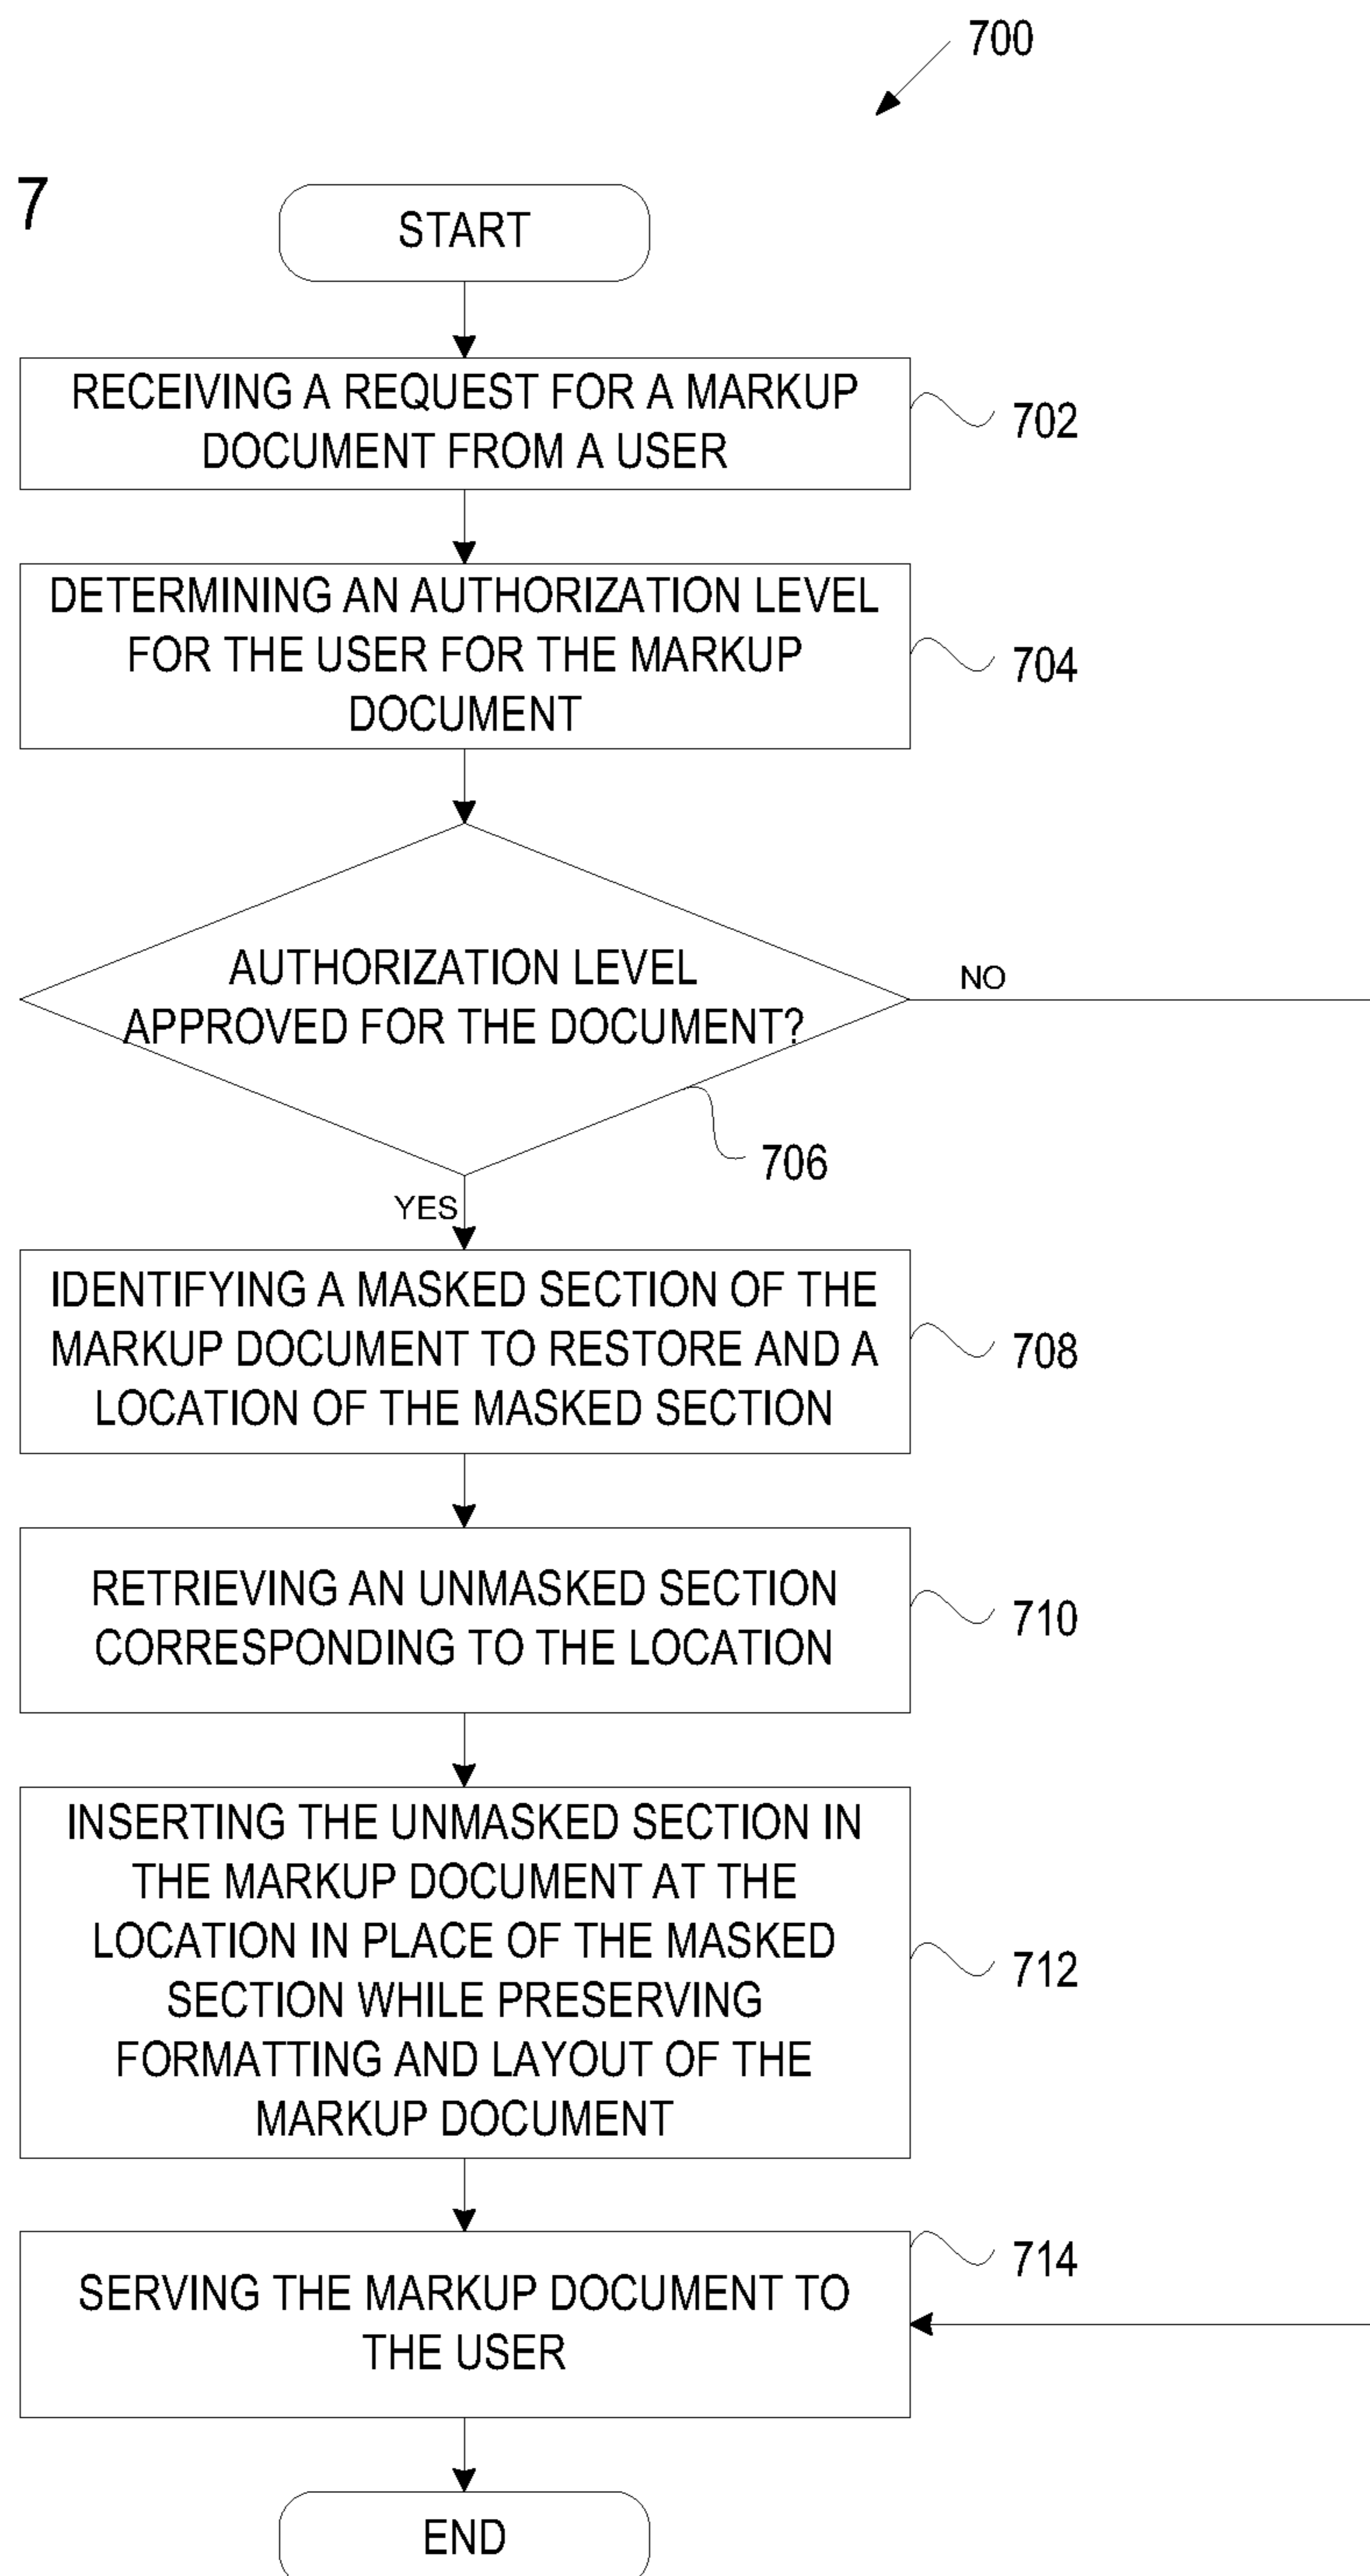 700
7
START
RECEIVING A REQUEST FOR A MARKUP
DOCUMENT FROM A USER
702
DETERMINING AN AUTHORIZATION LEVEL
FOR THE USER FOR THE MARKUP
DOCUMENT
704
AUTHORIZATION LEVEL
APPROVED FOR THE DOCUMENT?
NO
706
YES
IDENTIFYING A MASKED SECTION OF THE
MARKUP DOCUMENT TO RESTORE AND A
LOCATION OF THE MASKED SECTION
708
RETRIEVING AN UNMASKED SECTION
CORRESPONDING TO THE LOCATION
710
INSERTING THE UNMASKED SECTION IN
THE MARKUP DOCUMENT AT THE
LOCATION IN PLACE OF THE MASKED
SECTION WHILE PRESERVING
FORMATTING AND LAYOUT OF THE
MARKUP DOCUMENT
712
SERVING THE MARKUP DOCUMENT TO
THE USER
714
END